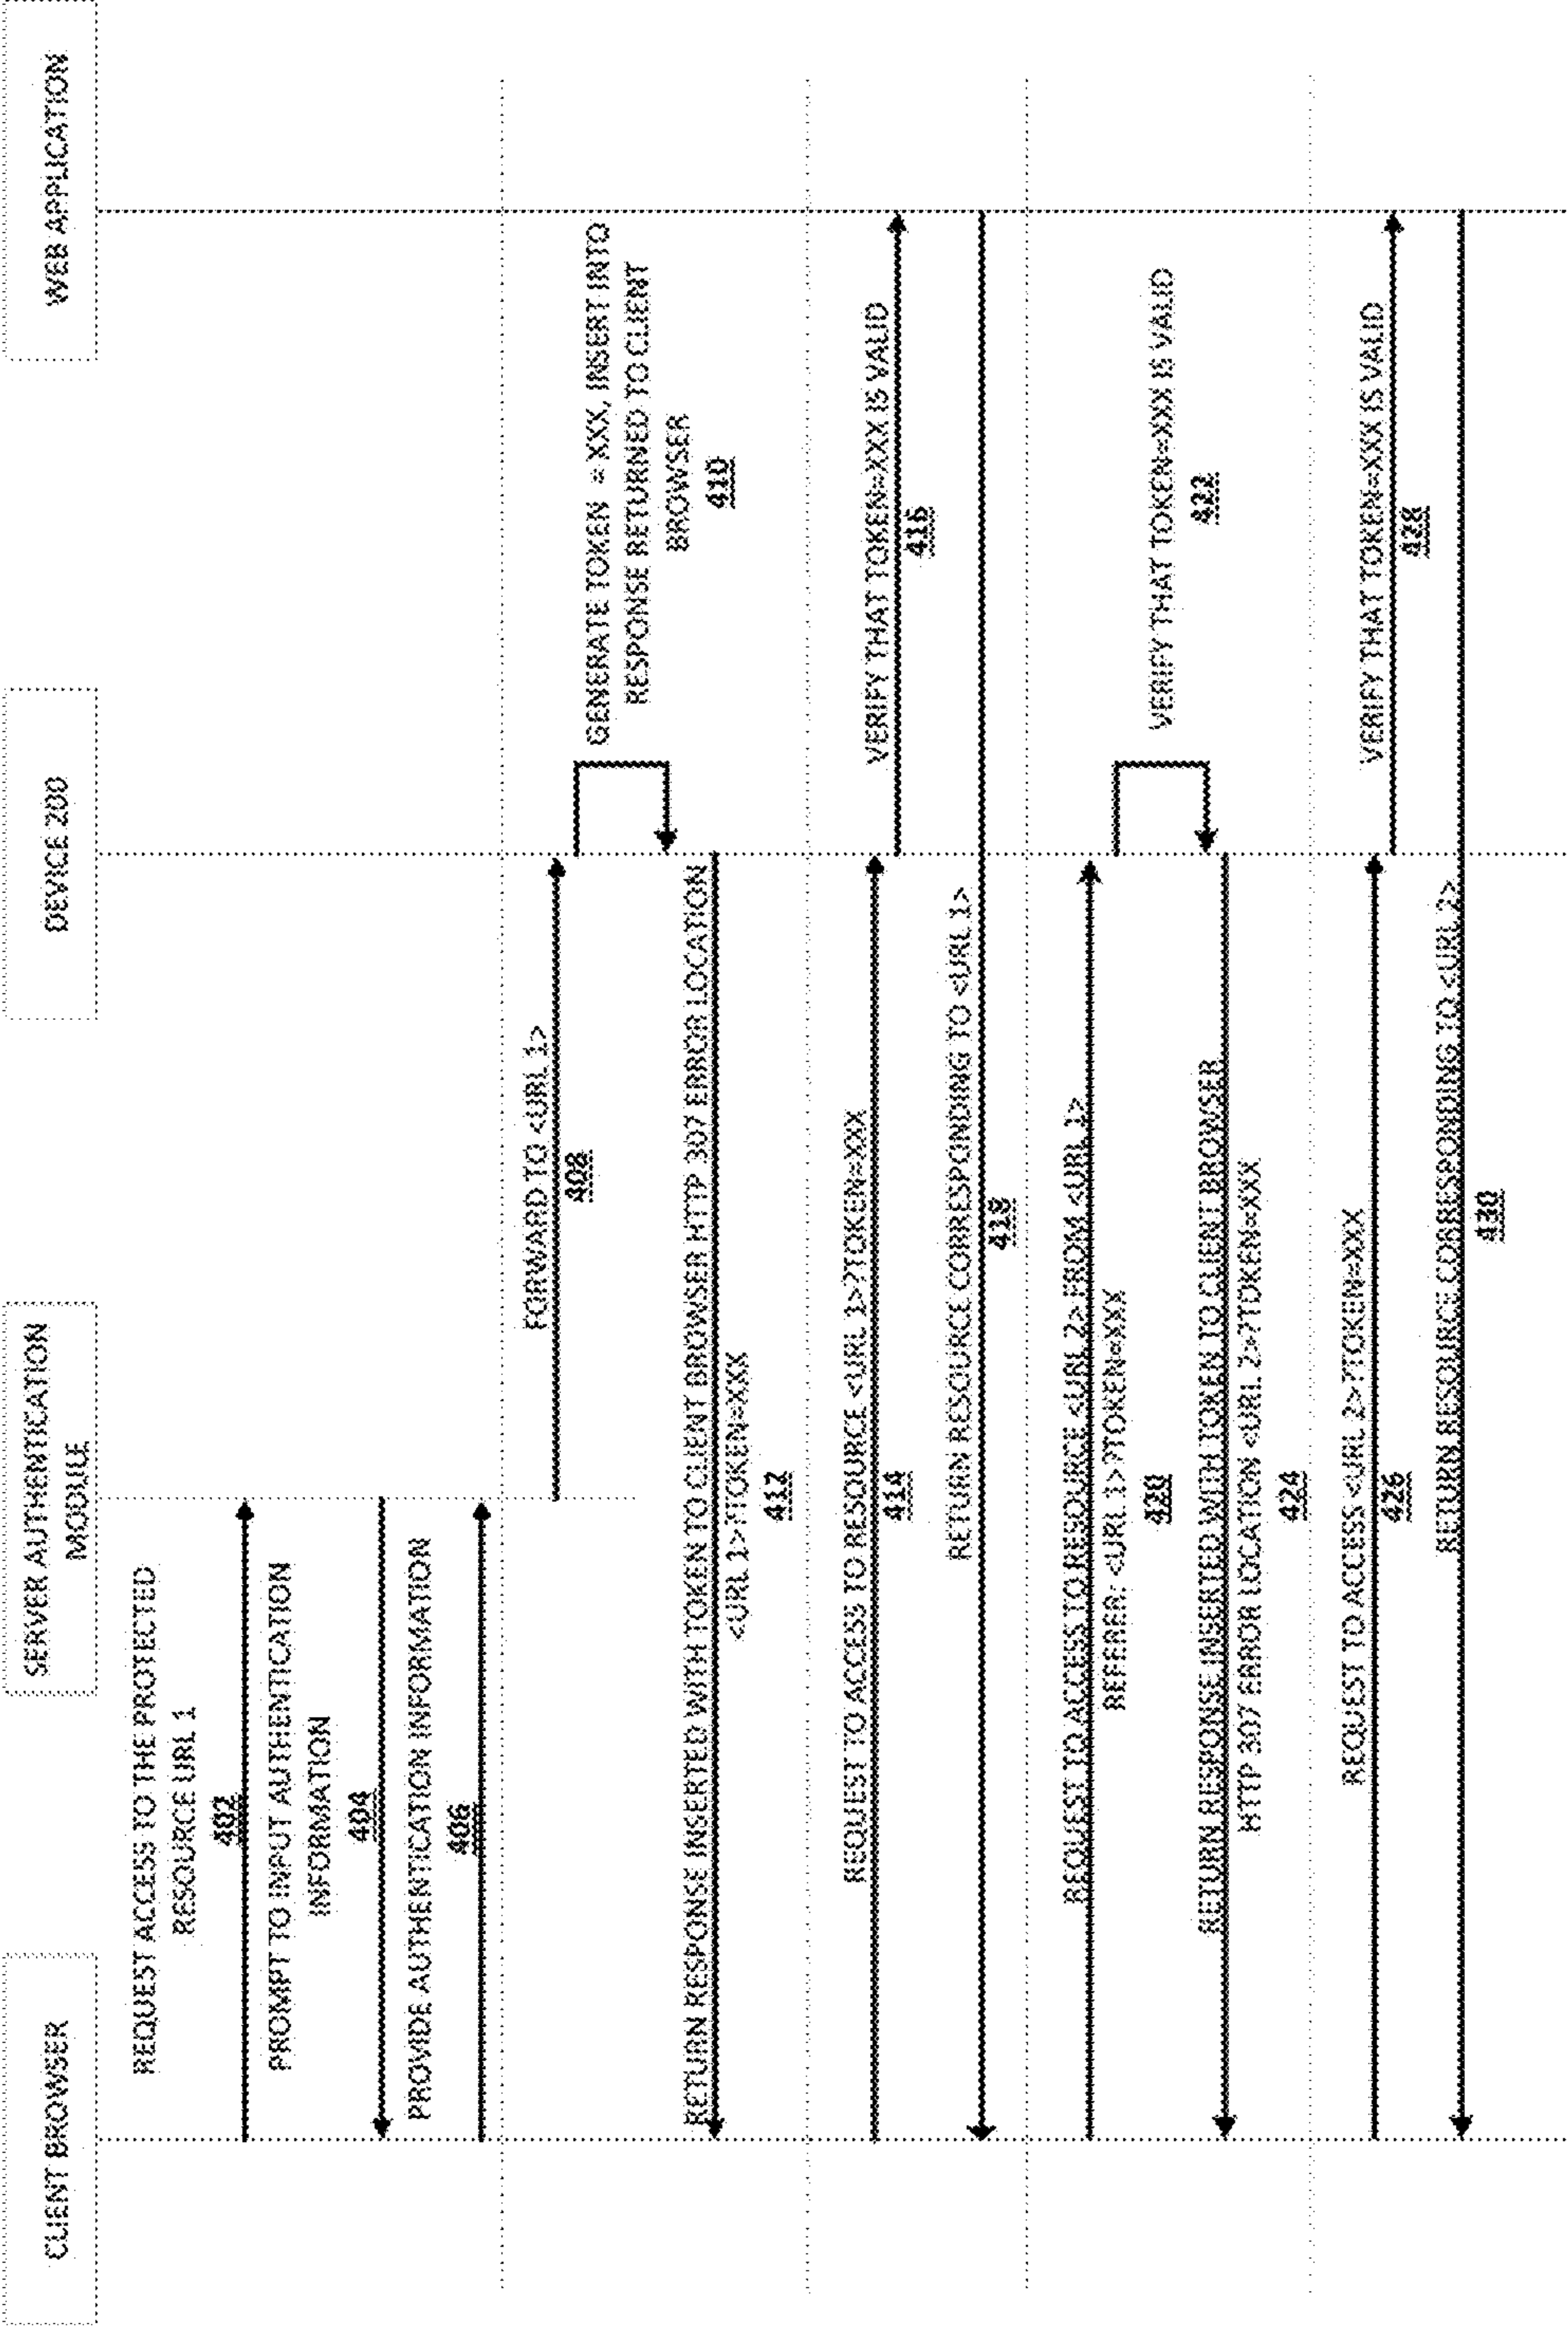 CLIENT BROWSER
SERVER AUTHENTICATION
MODULE
DEVICE 200
WEB APPLICATION
REQUEST ACCESS TO THE PROTECTED
RESOURCE URL 1
402
PROMPT TO INPUT AUTHENTICATION
INFORMATION
404
PROVIDE AUTHENTICATION INFORMATION
406
FORWARD TO <URL 1>
408
GENERATE TOKEN = XXX, INSERT INTO
RESPONSE RETURNED TO CLIENT
BROWSER
410
RETURN RESPONSE INSERTED WITH TOKEN TO CLIENT BROWSER HTTP 307 ERROR LOCATION
<URL 1>?TOKEN=XXX
412
REQUEST TO ACCESS TO RESOURCE <URL 1>?TOKEN=XXX
414
VERIFY THAT TOKEN=XXX IS VALID
416
RETURN RESOURCE CORRESPONDING TO <URL 1>
418
REQUEST TO ACCESS TO RESOURCE <URL 2> FROM <URL 1>
REFERER: <URL 1>?TOKEN=XXX
420
VERIFY THAT TOKEN=XXX IS VALID
422
RETURN RESPONSE INSERTED WITH TOKEN TO CLIENT BROWSER
HTTP 307 ERROR LOCATION <URL 2>?TOKEN=XXX
424
REQUEST TO ACCESS <URL 2>?TOKEN=XXX
426
VERIFY THAT TOKEN=XXX IS VALID
428
RETURN RESOURCE CORRESPONDING TO <URL 2>
430